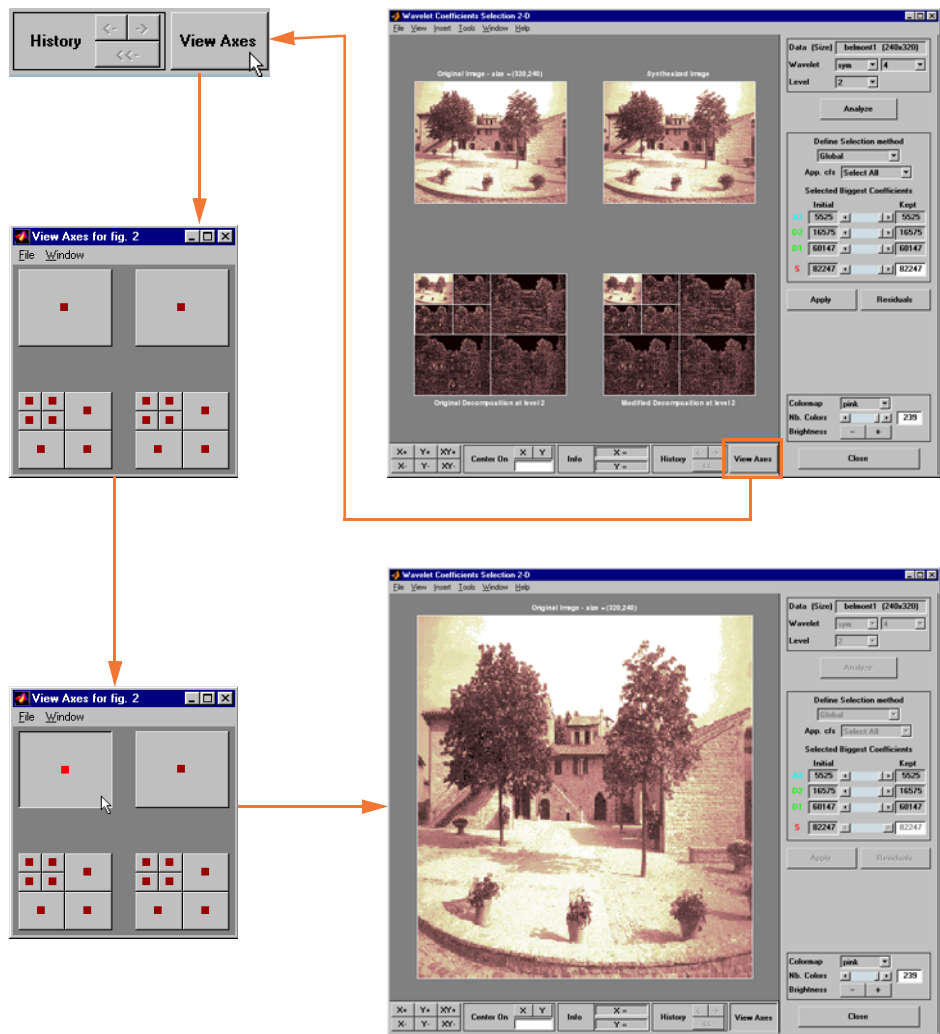 History
<-
->
<<-
View Axes
Wavelet Coefficients Selection 2-D
File View Insert Tools Window Help
Original Image - size = (320,240)
Synthesized Image
Original Decomposition at level 2
Modified Decomposition at level 2
Data (Size) belmont1 (240x320)
Wavelet sym 4
Level 2
Analyze
Define Selection method
Global
App. cfs Select All
Selected Biggest Coefficients
Initial Kept
A2 5525 5525
D2 16575 16575
D1 60147 60147
S 82247 82247
Apply Residuals
Colormap pink
Nb. Colors 239
Brightness - +
Close
X+ Y+ XY+
X- Y- XY-
Center On X Y
Info X =
Y =
History <- ->
<<-
View Axes
View Axes for fig. 2
File Window
View Axes for fig. 2
File Window
Wavelet Coefficients Selection 2-D
File View Insert Tools Window Help
Original Image - size = (320,240)
Data (Size) belmont1 (240x320)
Wavelet sym 4
Level 2
Analyze
Define Selection method
Global
App. cfs Select All
Selected Biggest Coefficients
Initial Kept
A2 5525 5525
D2 16575 16575
D1 60147 60147
S 82247 82247
Apply Residuals
Colormap pink
Nb. Colors 239
Brightness - +
Close
X+ Y+ XY+
X- Y- XY-
Center On X Y
Info X =
Y =
History <- ->
<<-
View Axes